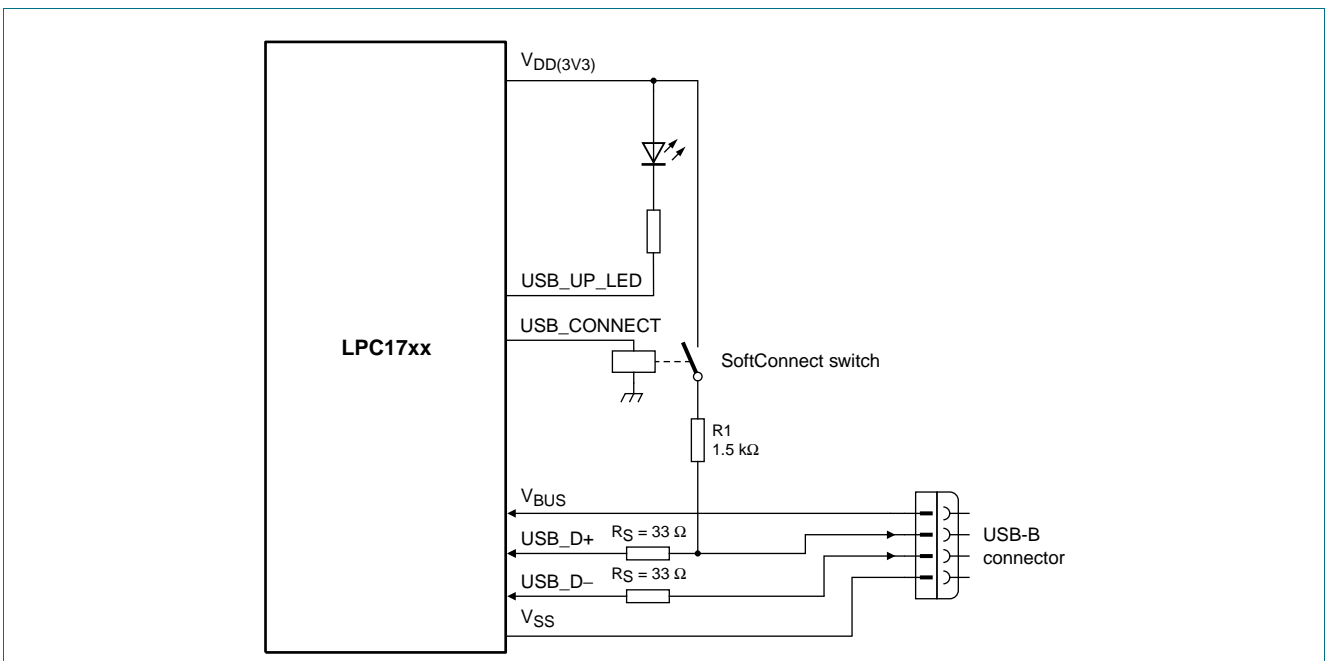 VDD(3V3)
USB_UP_LED
USB_CONNECT
LPC17xx
SoftConnect switch
R1
1.5 kΩ
VBUS
USB_D+
RS = 33 Ω
USB-B
connector
USB_D−
RS = 33 Ω
VSS